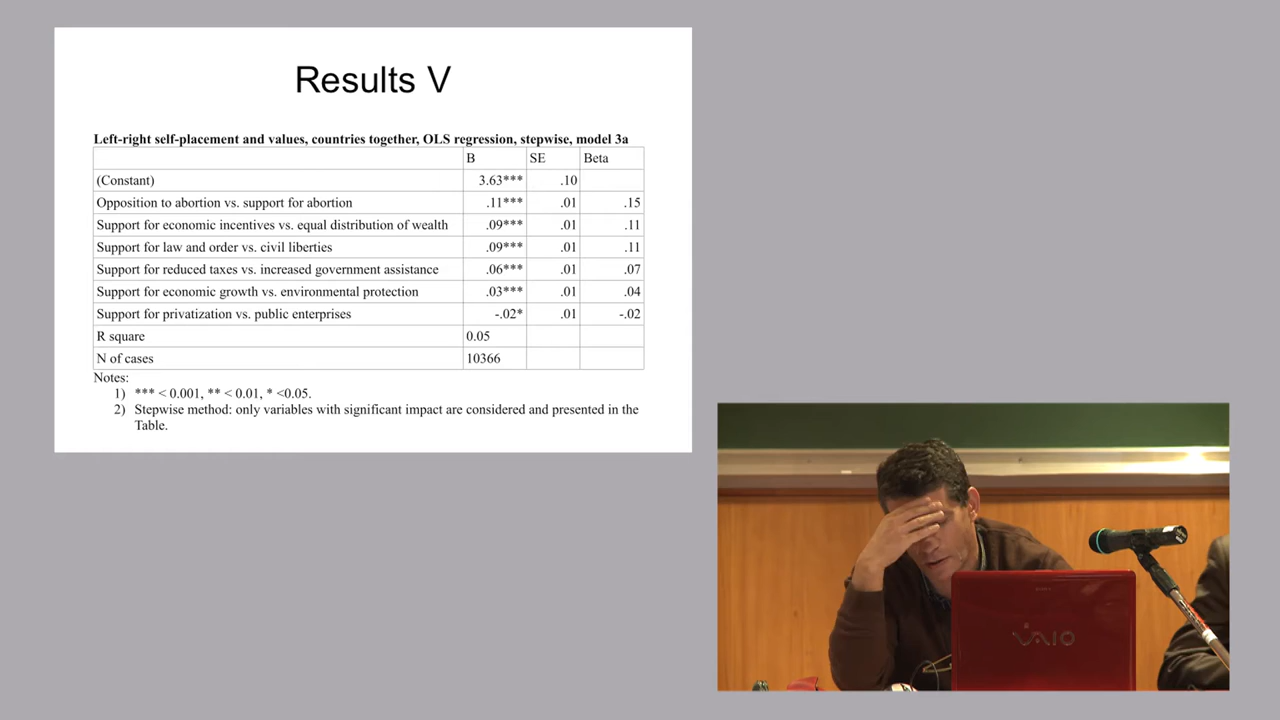 Results V
Left-right self-placement and values, countries together, OLS regression, stepwise, model 3a
B SE Beta
(Constant) 3.63*** .10
Opposition to abortion vs. support for abortion .11*** .01 .15
Support for economic incentives vs. equal distribution of wealth .09*** .01 .11
Support for law and order vs. civil liberties .09*** .01 .11
Support for reduced taxes vs. increased government assistance .06*** .01 .07
Support for economic growth vs. environmental protection .03*** .01 .04
Support for privatization vs. public enterprises -.02* .01 -.02
R square 0.05
N of cases 10366
Notes:
1) *** < 0.001, ** < 0.01, * <0.05.
2) Stepwise method: only variables with significant impact are considered and presented in the
Table.
VAIO